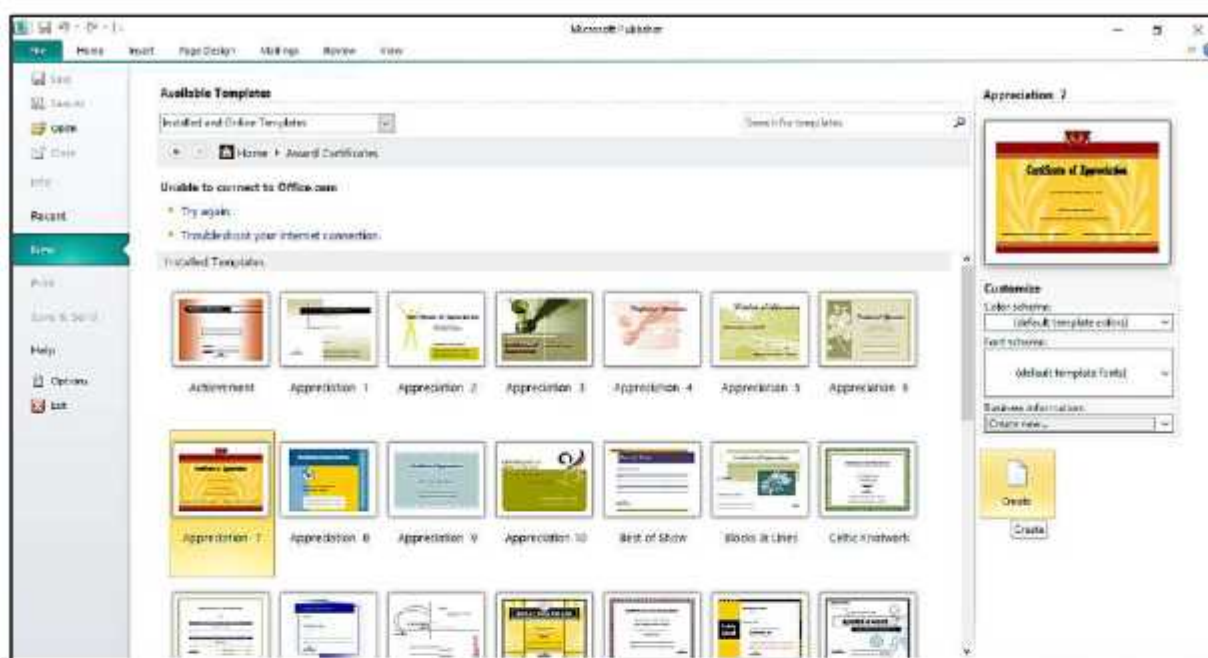 Microsoft Publisher
File Home Insert Page Design Mailings Review View
Save
Save As
Open
Close
Info
Recent
New
Print
Save & Send
Help
Options
Exit
Available Templates
Installed and Online Templates
Search for templates
Home Award Certificates
Unable to connect to Office.com
Try again.
Troubleshoot your internet connection.
Installed Templates
Achievement Appreciation 1 Appreciation 2 Appreciation 3 Appreciation 4 Appreciation 5 Appreciation 6
Appreciation 7 Appreciation 8 Appreciation 9 Appreciation 10 Best of Show Blocks & Lines Celtic Knotwork
Appreciation 7
Certificate of Appreciation
Customize
Color scheme:
(default template colors)
Font scheme:
(default template fonts)
Business information:
Create new...
Create
Create